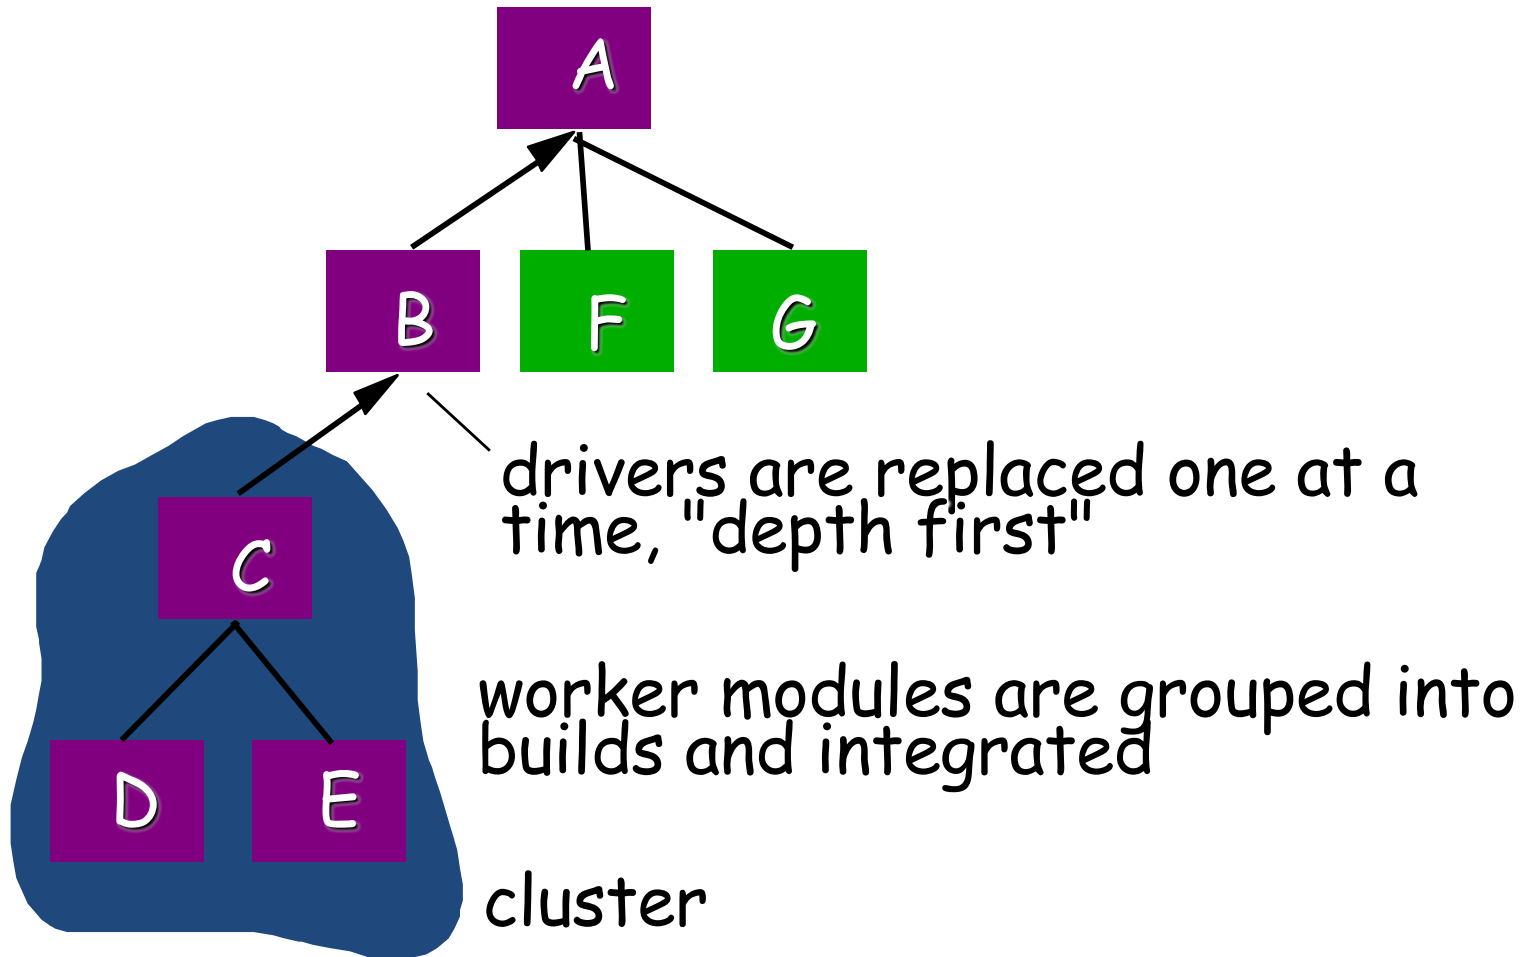 A
B
F
G
drivers are replaced one at a
time, "depth first"
C
worker modules are grouped into
builds and integrated
D
E
cluster